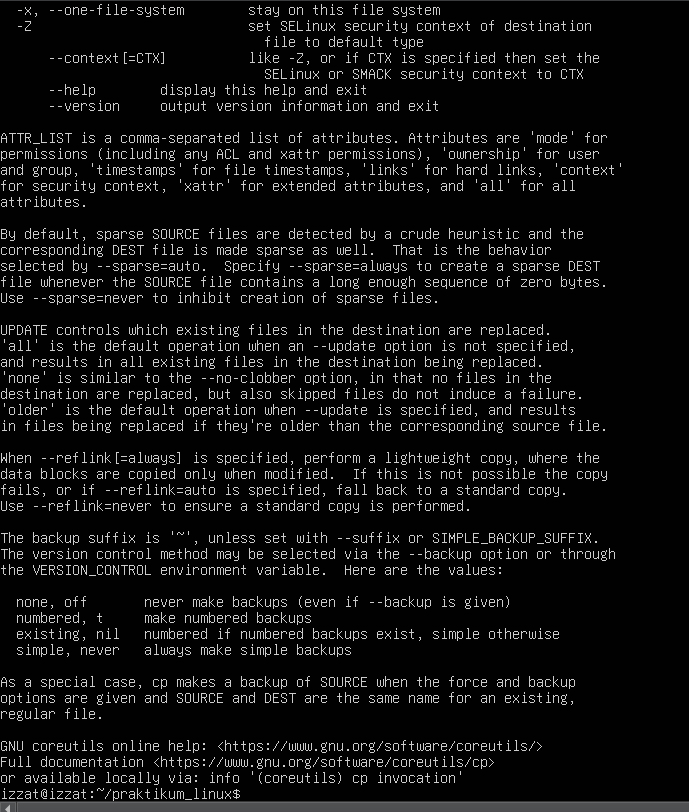 -x, --one-file-system        stay on this file system
  -Z                           set SELinux security context of destination
                                 file to default type
      --context[=CTX]          like -Z, or if CTX is specified then set the
                                 SELinux or SMACK security context to CTX
      --help        display this help and exit
      --version     output version information and exit

ATTR_LIST is a comma-separated list of attributes. Attributes are 'mode' for
permissions (including any ACL and xattr permissions), 'ownership' for user
and group, 'timestamps' for file timestamps, 'links' for hard links, 'context'
for security context, 'xattr' for extended attributes, and 'all' for all
attributes.

By default, sparse SOURCE files are detected by a crude heuristic and the
corresponding DEST file is made sparse as well.  That is the behavior
selected by --sparse=auto.  Specify --sparse=always to create a sparse DEST
file whenever the SOURCE file contains a long enough sequence of zero bytes.
Use --sparse=never to inhibit creation of sparse files.

UPDATE controls which existing files in the destination are replaced.
'all' is the default operation when an --update option is not specified,
and results in all existing files in the destination being replaced.
'none' is similar to the --no-clobber option, in that no files in the
destination are replaced, but also skipped files do not induce a failure.
'older' is the default operation when --update is specified, and results
in files being replaced if they're older than the corresponding source file.

When --reflink[=always] is specified, perform a lightweight copy, where the
data blocks are copied only when modified.  If this is not possible the copy
fails, or if --reflink=auto is specified, fall back to a standard copy.
Use --reflink=never to ensure a standard copy is performed.

The backup suffix is '~', unless set with --suffix or SIMPLE_BACKUP_SUFFIX.
The version control method may be selected via the --backup option or through
the VERSION_CONTROL environment variable.  Here are the values:

  none, off       never make backups (even if --backup is given)
  numbered, t     make numbered backups
  existing, nil   numbered if numbered backups exist, simple otherwise
  simple, never   always make simple backups

As a special case, cp makes a backup of SOURCE when the force and backup
options are given and SOURCE and DEST are the same name for an existing,
regular file.

GNU coreutils online help: <https://www.gnu.org/software/coreutils/>
Full documentation <https://www.gnu.org/software/coreutils/cp>
or available locally via: info '(coreutils) cp invocation'
izzat@izzat:~/praktikum_linux$